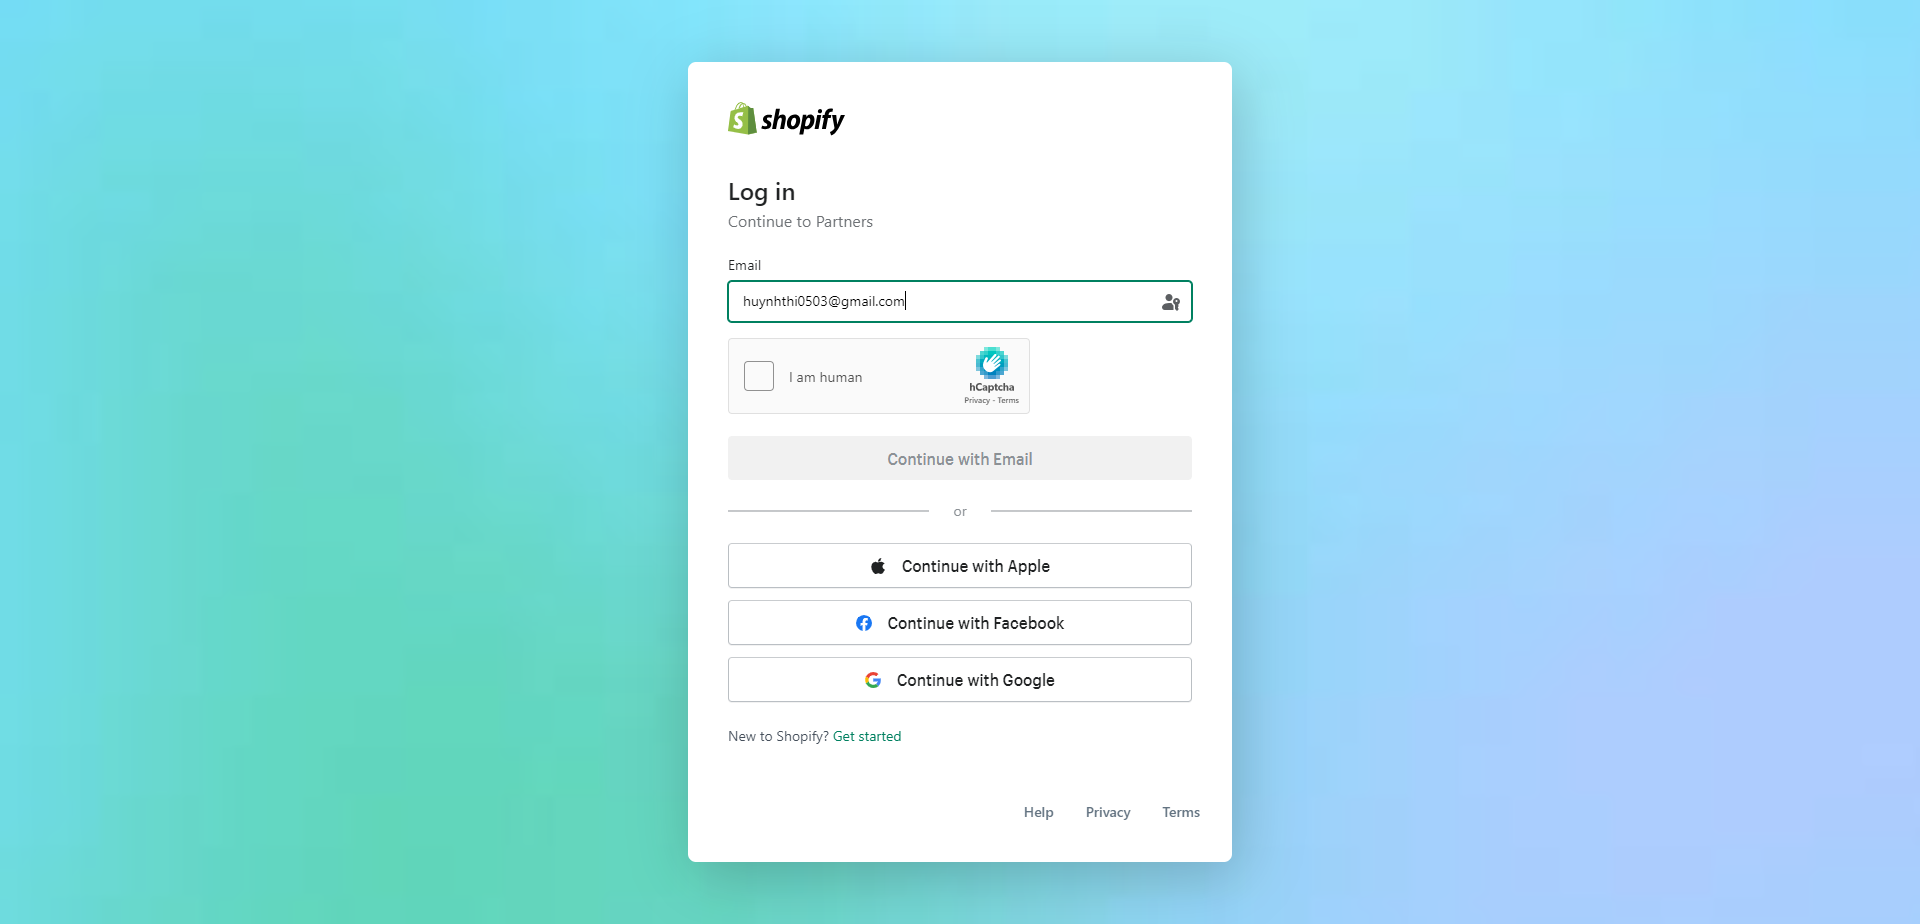 shopify
Log in
Continue to Partners
Email
huynhthi0503@gmail.com
I am human
hCaptcha
Privacy - Terms
Continue with Email
or
Continue with Apple
Continue with Facebook
Continue with Google
New to Shopify? Get started
Help Privacy Terms